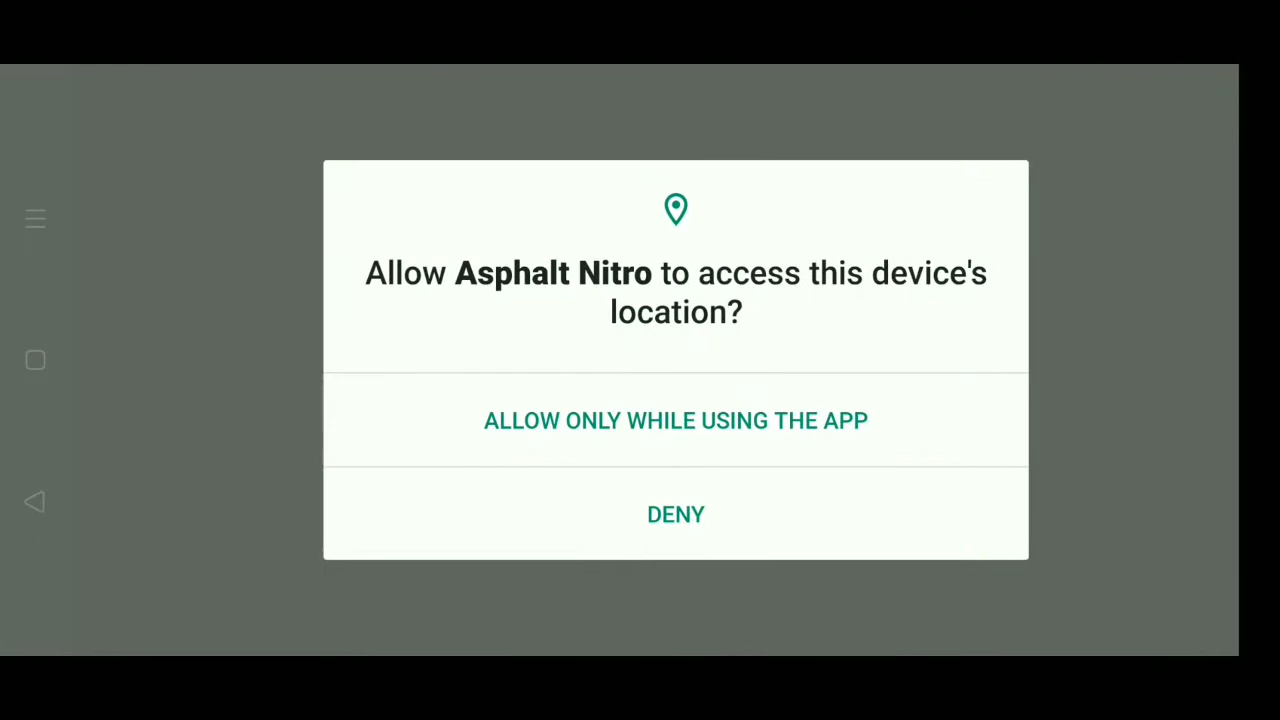 Allow Asphalt Nitro to access this device's
location?
ALLOW ONLY WHILE USING THE APP
DENY